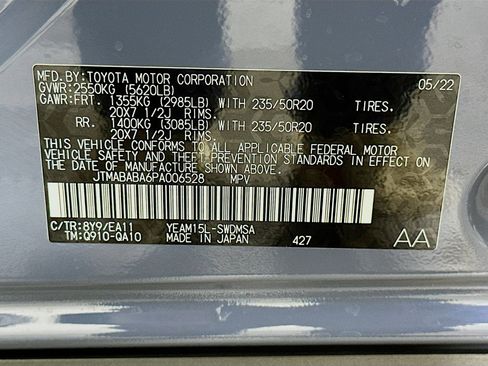 MFD.BY:TOYOTA MOTOR CORPORATION 05/22
GVWR:2550KG (5620LB)
GAWR:FRT. 1355KG (2985LB) WITH 235/50R20 TIRES.
20X7 1/2J RIMS.
RR. 1400KG (3085LB) WITH 235/50R20 TIRES.
20X7 1/2J RIMS.
THIS VEHICLE CONFORMS TO ALL APPLICABLE FEDERAL MOTOR
VEHICLE SAFETY AND BUMPER STANDARDS IN EFFECT ON THE
DATE OF MANUFACTURE SHOWN ABOVE.
JTMABABA6PA006528 MPV
C/TR:8Y9/EA11 YEAM15L-SWDMSA
TM:Q910-QA10 MADE IN JAPAN 427 AA